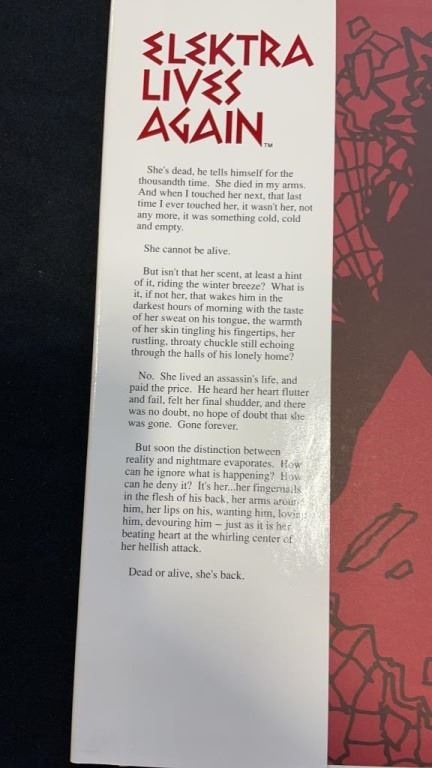 ELEKTRA
LIVES
AGAIN™
She's dead, he tells himself for the
thousandth time. She died in my arms.
And when I touched her next, that last
time I ever touched her, it wasn't her, not
any more, it was something cold, cold
and empty.
She cannot be alive.
But isn't that her scent, at least a hint
of it, riding the winter breeze? What is
it, if not her, that wakes him in the
darkest hours of morning with the taste
of her sweat on his tongue, the warmth
of her skin tingling his fingertips, her
rustling, throaty chuckle still echoing
through the halls of his lonely home?
No. She lived an assassin's life, and
paid the price. He heard her heart flutter
and fail, felt her final shudder, and there
was no doubt, no hope of doubt that she
was gone. Gone forever.
But soon the distinction between
reality and nightmare evaporates. How
can he ignore what is happening? How
can he deny it? It's her...her fingernails
in the flesh of his back, her arms around
him, her lips on his, wanting him, loving
him, devouring him – just as it is her
beating heart at the whirling center of
her hellish attack.
Dead or alive, she's back.